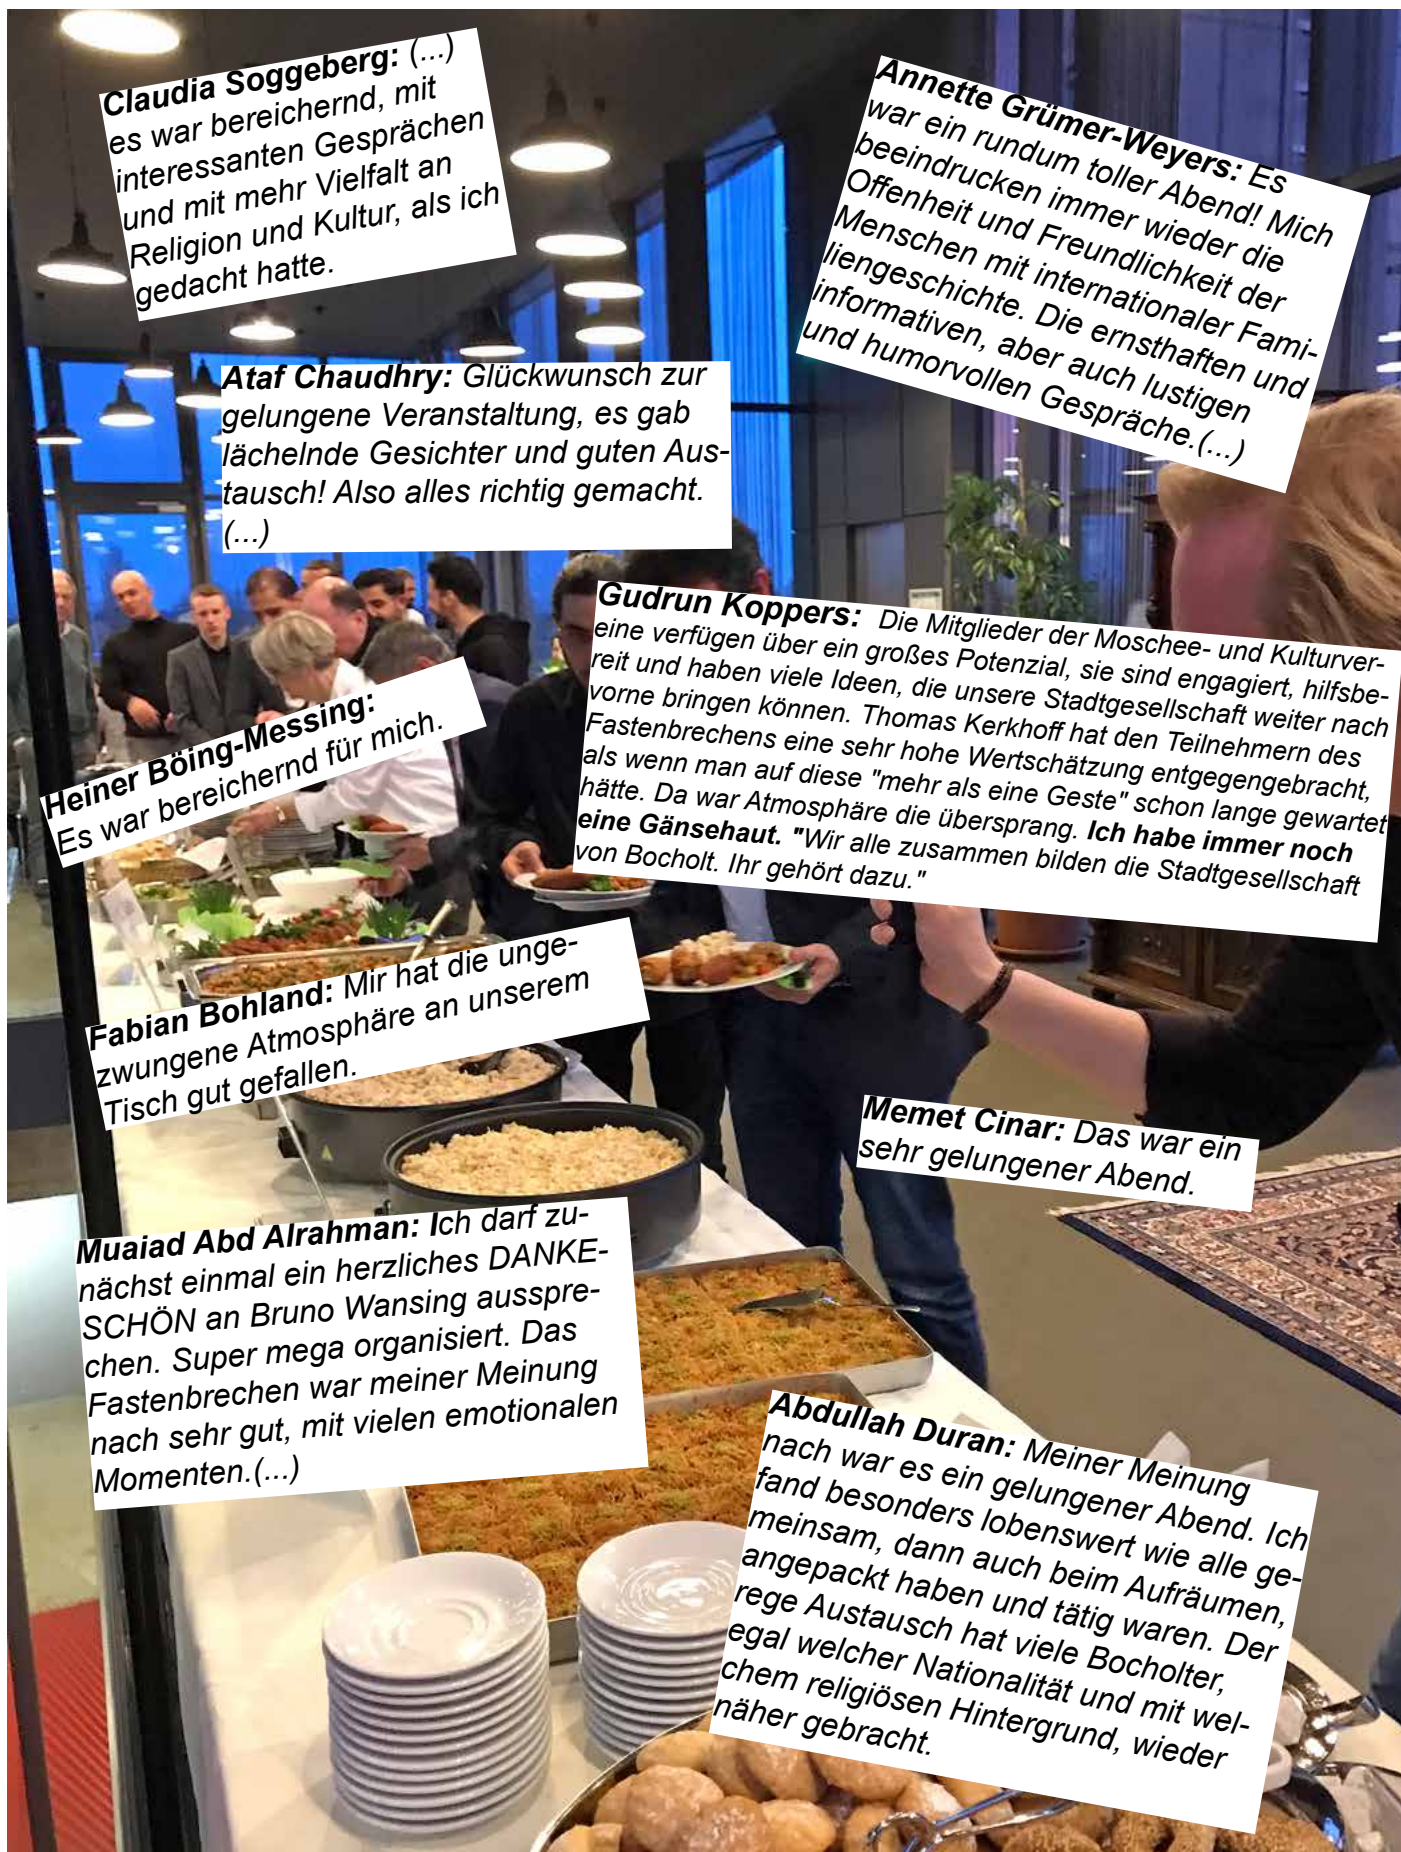 Claudia Soggeberg: (...)
es war bereichernd, mit
interessanten Gesprächen
und mit mehr Vielfalt an
Religion und Kultur, als ich
gedacht hatte.
Annette Grümer-Weyers: Es
war ein rundum toller Abend! Mich
beeindrucken immer wieder die
Offenheit und Freundlichkeit der
Menschen mit internationaler Fami-
liengeschichte. Die ernsthaften und
informativen, aber auch lustigen
und humorvollen Gespräche.(...)
Ataf Chaudhry: Glückwunsch zur
gelungene Veranstaltung, es gab
lächelnde Gesichter und guten Aus-
tausch! Also alles richtig gemacht.
(...)
Gudrun Koppers: Die Mitglieder der Moschee- und Kulturver-
eine verfügen über ein großes Potenzial, sie sind engagiert, hilfsbe-
reit und haben viele Ideen, die unsere Stadtgesellschaft weiter nach
vorne bringen können. Thomas Kerkhoff hat den Teilnehmern des
Fastenbrechens eine sehr hohe Wertschätzung entgegengebracht,
als wenn man auf diese "mehr als eine Geste" schon lange gewartet
hätte. Da war Atmosphäre die übersprang. Ich habe immer noch
eine Gänsehaut. "Wir alle zusammen bilden die Stadtgesellschaft
von Bocholt. Ihr gehört dazu."
Heiner Böing-Messing:
Es war bereichernd für mich.
Fabian Bohland: Mir hat die unge-
zwungene Atmosphäre an unserem
Tisch gut gefallen.
Memet Cinar: Das war ein
sehr gelungener Abend.
Muaiad Abd Alrahman: Ich darf zu-
nächst einmal ein herzliches DANKE-
SCHÖN an Bruno Wansing ausspre-
chen. Super mega organisiert. Das
Fastenbrechen war meiner Meinung
nach sehr gut, mit vielen emotionalen
Momenten.(...)
Abdullah Duran: Meiner Meinung
nach war es ein gelungener Abend. Ich
fand besonders lobenswert wie alle ge-
meinsam, dann auch beim Aufräumen,
angepackt haben und tätig waren. Der
rege Austausch hat viele Bocholter,
egal welcher Nationalität und mit wel-
chem religiösen Hintergrund, wieder
näher gebracht.